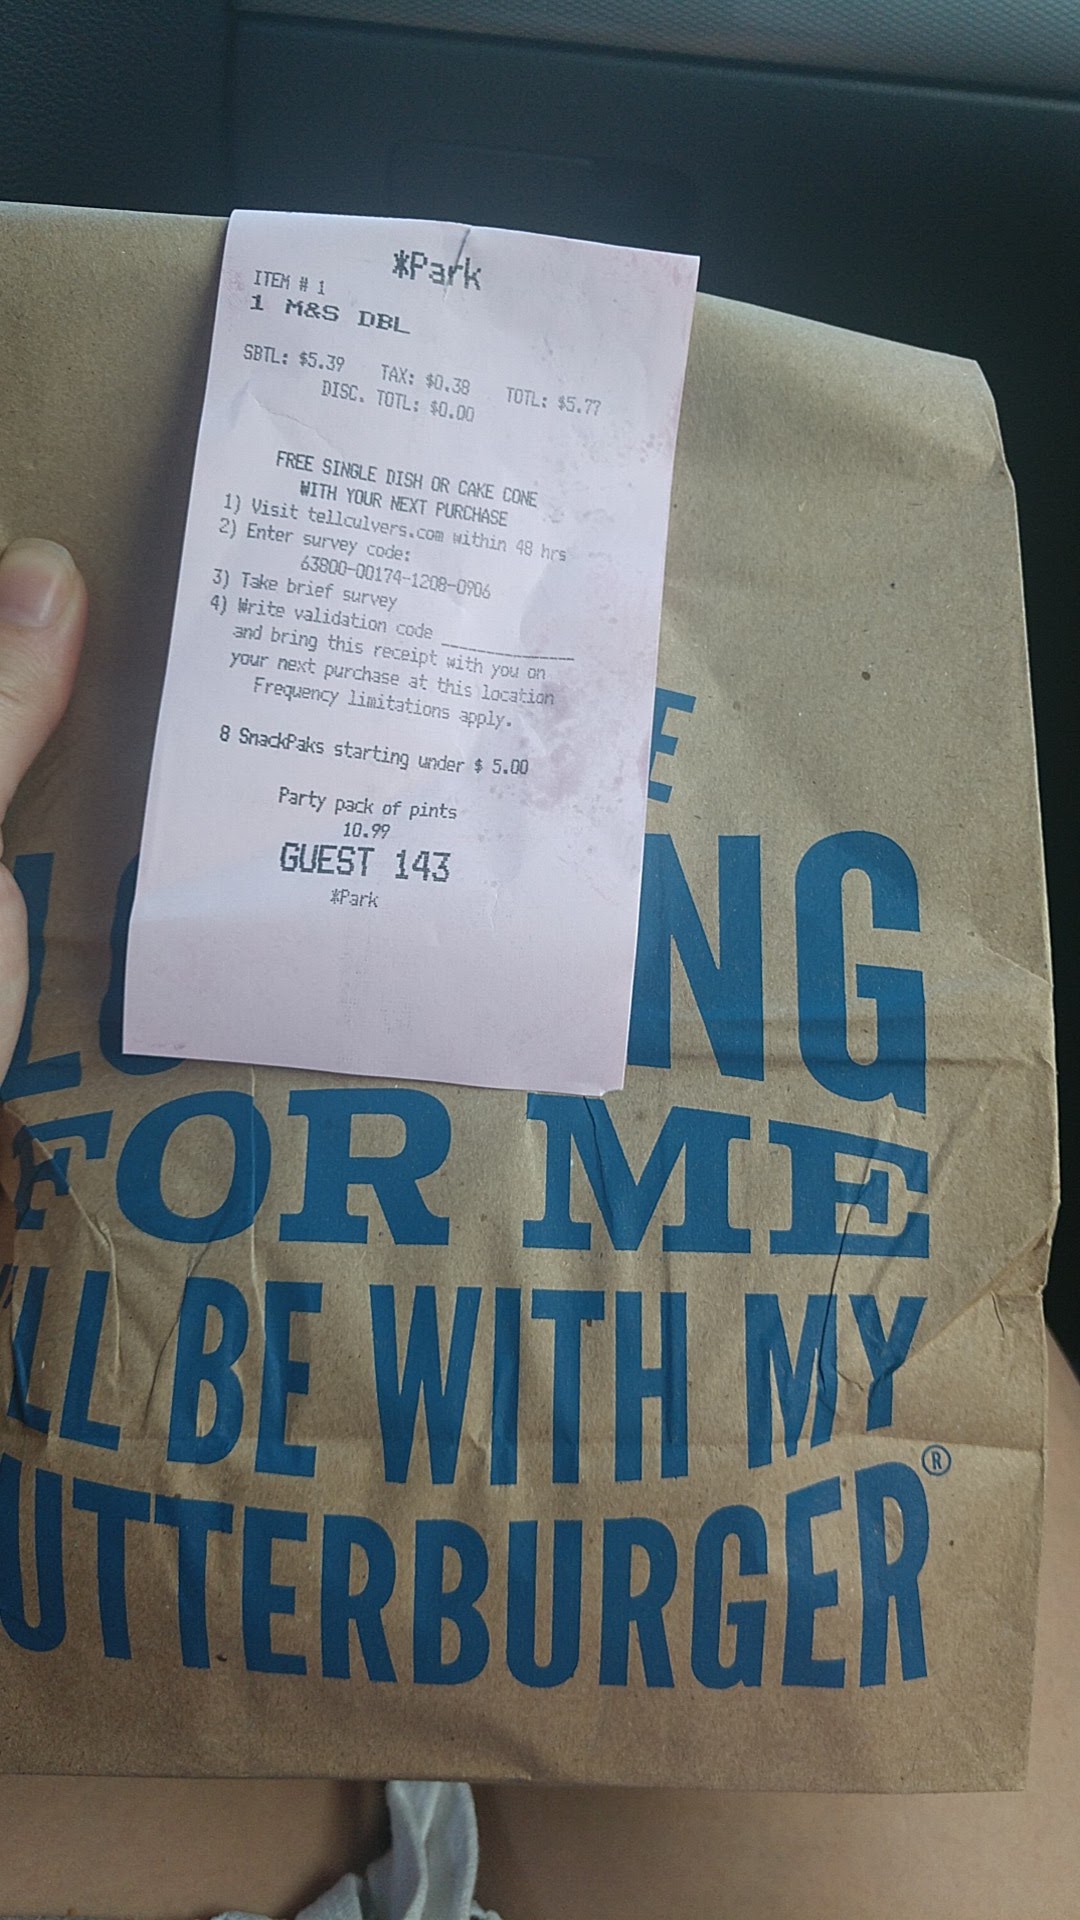 *Park
ITEM # 1
1 M&S DBL
SBTL: $5.39 TAX: $0.38 TOTL: $5.77
DISC. TOTL: $0.00
FREE SINGLE DISH OR CAKE CONE
WITH YOUR NEXT PURCHASE
1) Visit tellculvers.com within 48 hrs
2) Enter survey code:
63800-00174-1208-0906
3) Take brief survey
4) Write validation code ____________
and bring this receipt with you on
your next purchase at this location
Frequency limitations apply.
8 SnackPaks starting under $ 5.00
Party pack of pints
10.99
GUEST 143
*Park
E
LO NG
FOR ME
'LL BE WITH MY
UTTERBURGER®